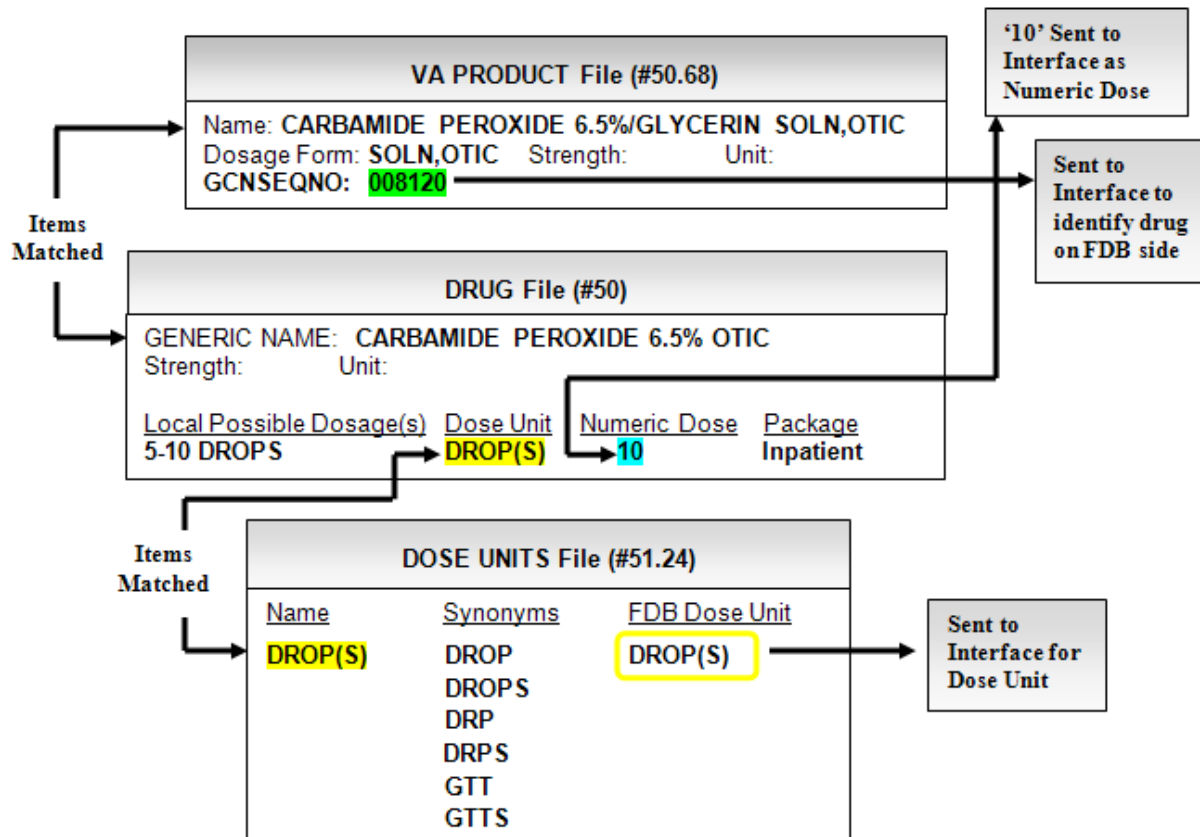 ‘10’ Sent to
Interface as
Numeric Dose
VA PRODUCT File (#50.68)
Name: CARBAMIDE PEROXIDE 6.5%/GLYCERIN SOLN,OTIC
Dosage Form: SOLN,OTIC Strength: Unit:
GCNSEQNO: 008120
Sent to
Interface to
identify drug
on FDB side
Items
Matched
DRUG File (#50)
GENERIC NAME: CARBAMIDE PEROXIDE 6.5% OTIC
Strength: Unit:
Local Possible Dosage(s) Dose Unit Numeric Dose Package
5-10 DROPS DROP(S) 10 Inpatient
Items
Matched
DOSE UNITS File (#51.24)
Name Synonyms FDB Dose Unit
DROP(S) DROP DROP(S)
DROPS
DRP
DRPS
GTT
GTTS
Sent to
Interface for
Dose Unit